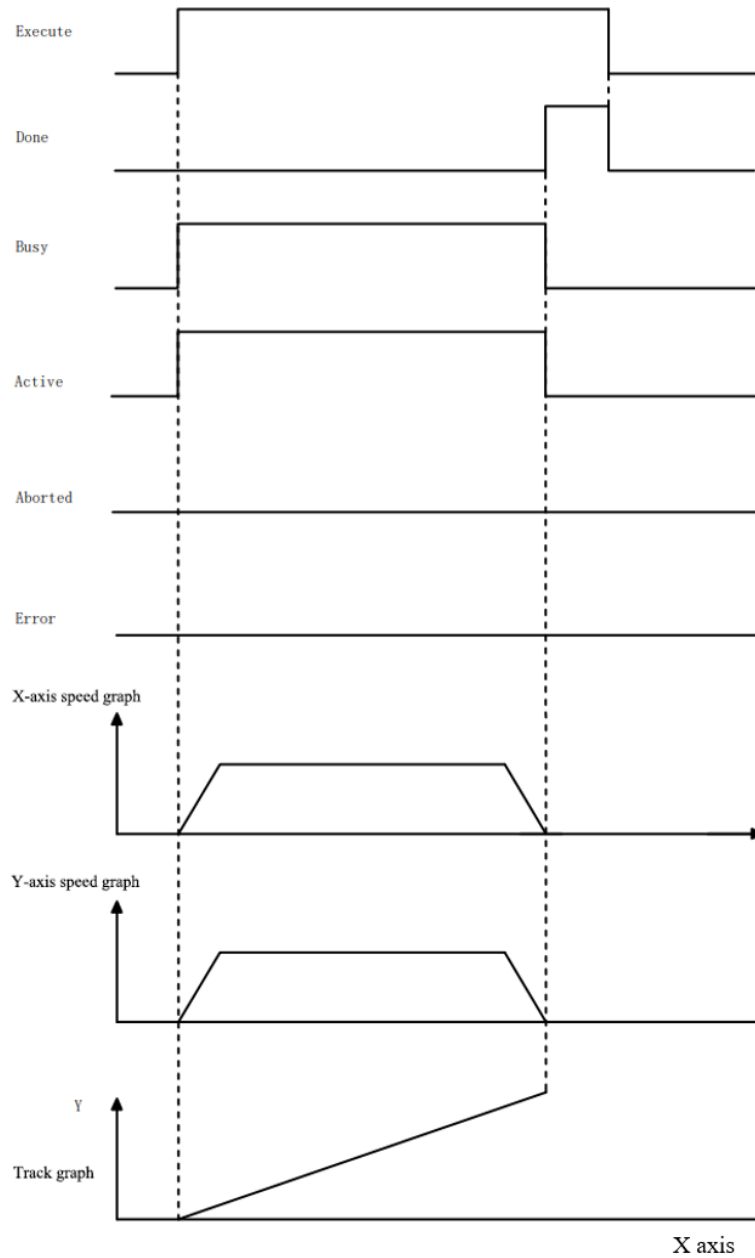 Execute
Done
Busy
Active
Aborted
Error
X-axis speed graph
Y-axis speed graph
Y
Track graph
X axis